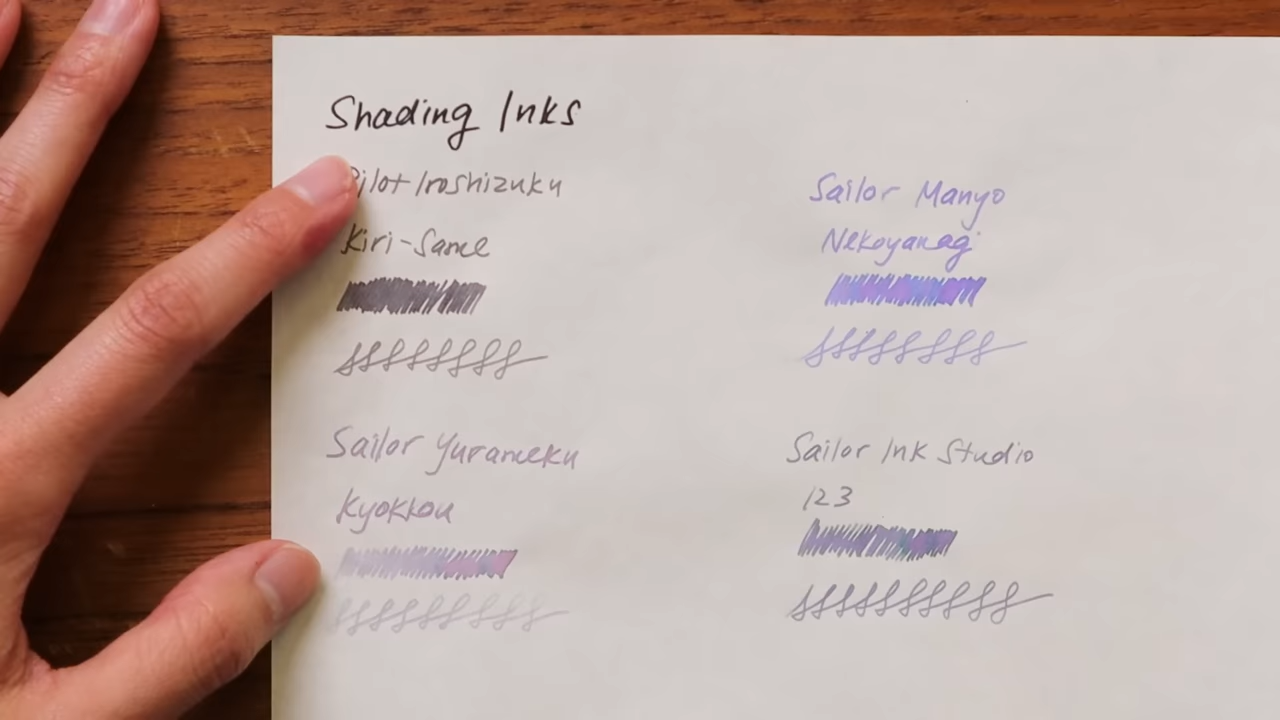 Shading Inks
Pilot Iroshizuku
Kiri-Same
Sailor Manyo
Nekoyanagi
Sailor Yurameku
Kyokkou
Sailor Ink Studio
123